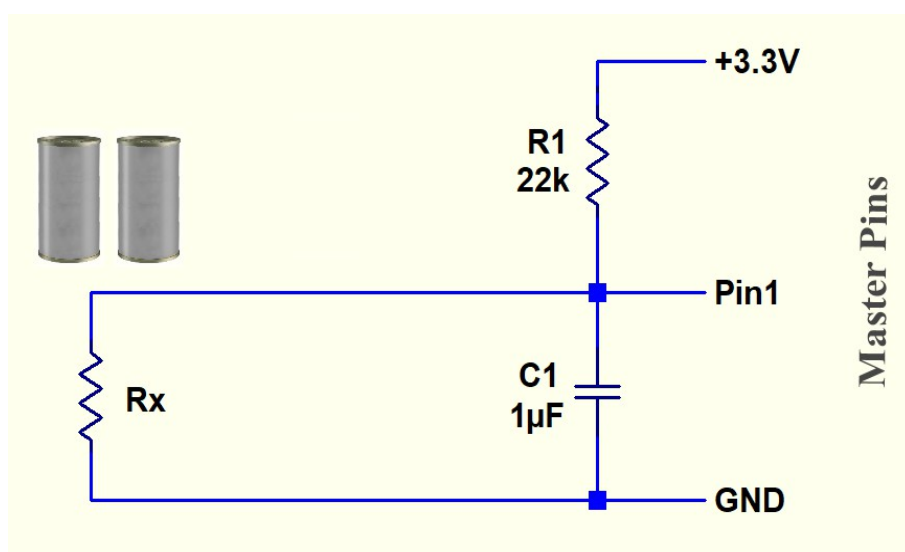 +3.3V
R1
22k
Pin1
C1
1µF
Rx
GND
Master Pins